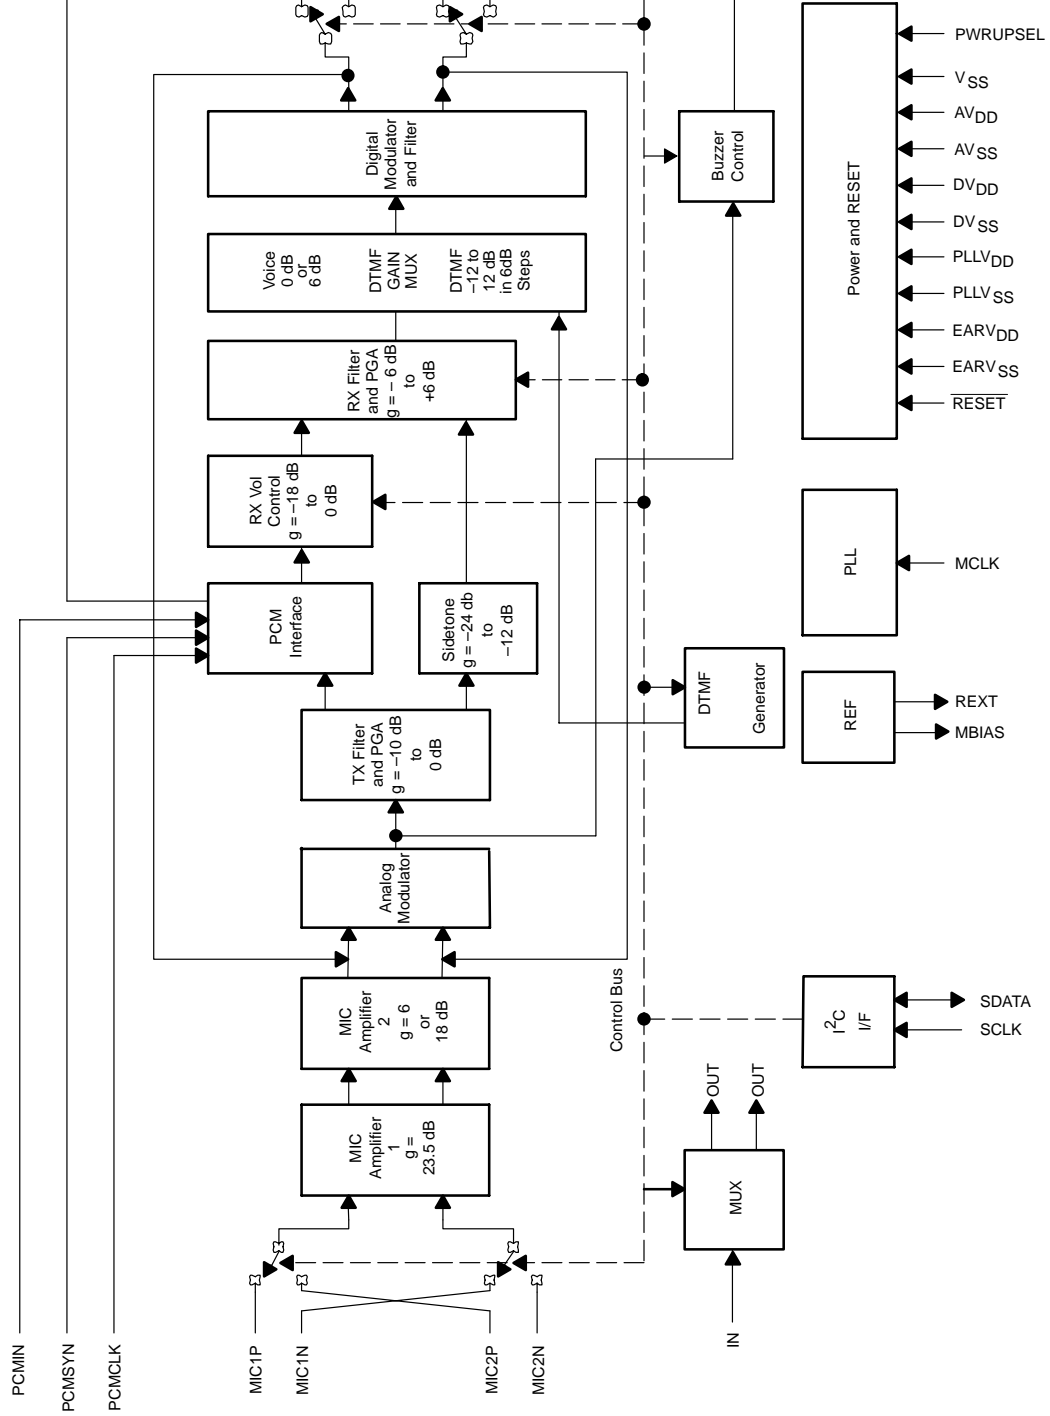 Digital
Modulator
and Filter
Buzzer
Control
Power and RESET
PWRUPSEL
VSS
AVDD
AVSS
DVDD
DVSS
PLLVDD
PLLVSS
EARVDD
EARVSS
RESET
Voice
0 dB
or
6 dB
DTMF
GAIN
MUX
DTMF
–12 to
12 dB
in 6dB
Steps
RX Filter
and PGA
g = – 6 dB
to
+6 dB
RX Vol
Control
g = –18 dB
to
0 dB
PLL
MCLK
PCM
Interface
Sidetone
g = –24 db
to
–12 dB
DTMF
Generator
REF
REXT
MBIAS
TX Filter
and PGA
g = –10 dB
to
0 dB
Analog
Modulator
MIC
Amplifier
2
g = 6
or
18 dB
Control Bus
I2C
I/F
SDATA
SCLK
MIC
Amplifier
1
g =
23.5 dB
OUT
OUT
MUX
IN
PCMIN
PCMSYN
PCMCLK
MIC1P
MIC1N
MIC2P
MIC2N